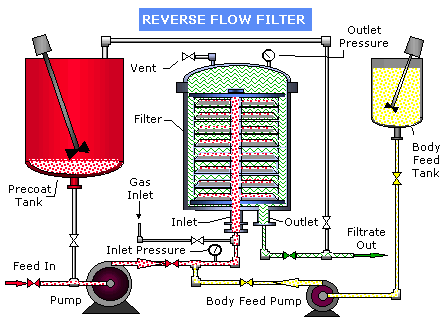 REVERSE FLOW FILTER
Outlet
Pressure
Vent
Filter
Precoat
Tank
Body
Feed
Tank
Gas
Inlet
Inlet
Outlet
Inlet Pressure
Filtrate
Out
Feed In
Pump
Body Feed Pump